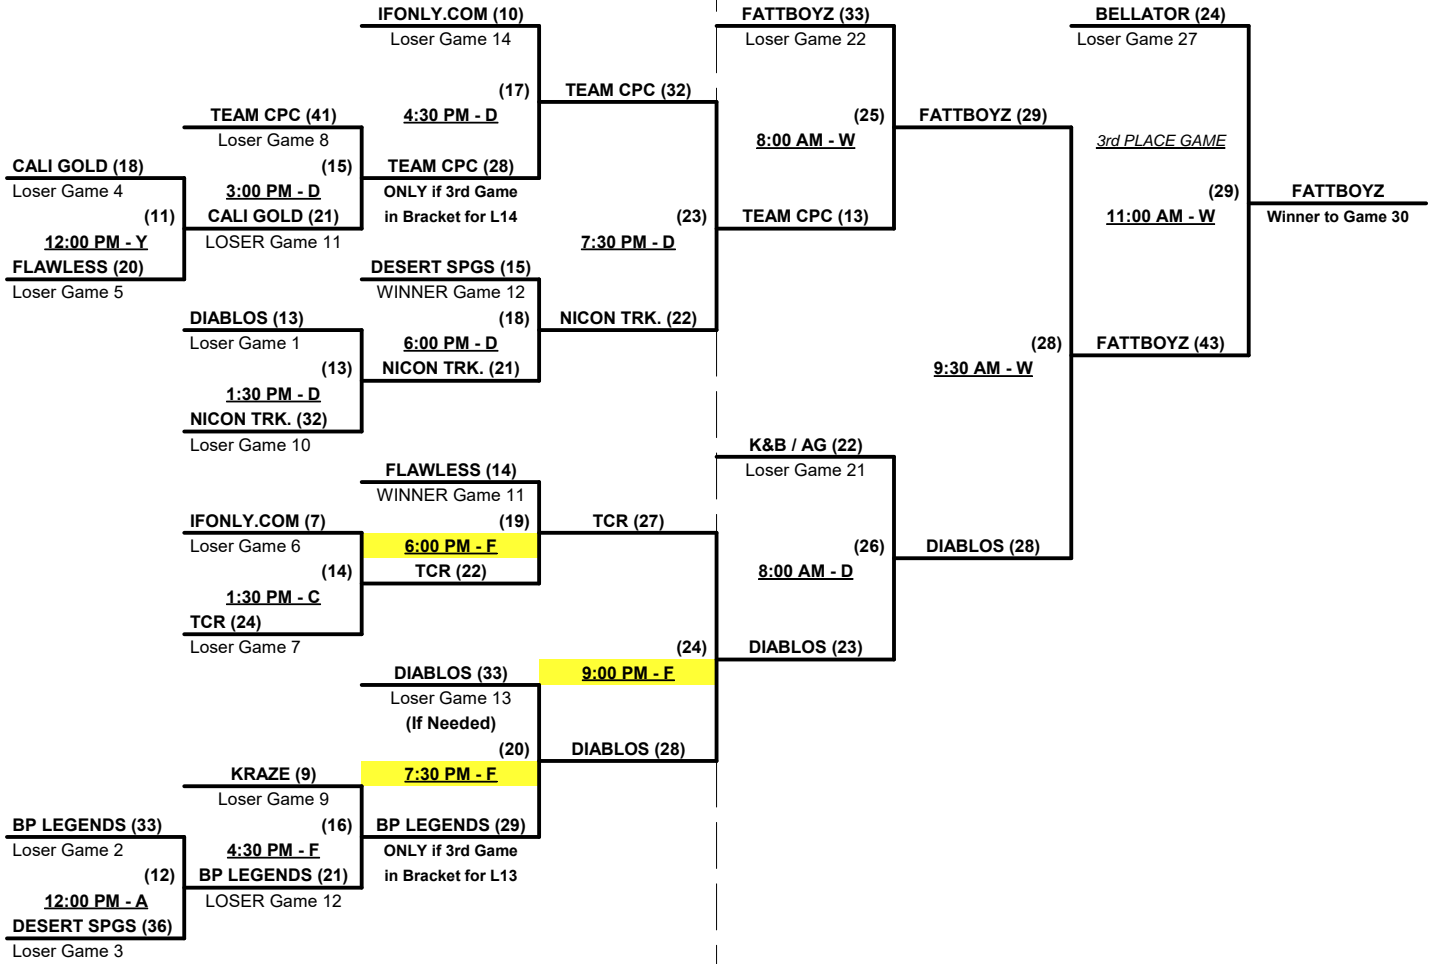 IFONLY.COM (10)
Loser Game 14
FATTBOYZ (33)
Loser Game 22
BELLATOR (24)
Loser Game 27
(17)
4:30 PM - D
TEAM CPC (32)
TEAM CPC (41)
Loser Game 8
(25)
8:00 AM - W
FATTBOYZ (29)
3rd PLACE GAME
CALI GOLD (18)
Loser Game 4
(15)
3:00 PM - D
TEAM CPC (28)
ONLY if 3rd Game
in Bracket for L14
(11)
12:00 PM - Y
CALI GOLD (21)
LOSER Game 11
(23)
7:30 PM - D
TEAM CPC (13)
(29)
11:00 AM - W
FATTBOYZ
Winner to Game 30
FLAWLESS (20)
Loser Game 5
DESERT SPGS (15)
WINNER Game 12
DIABLOS (13)
Loser Game 1
(18)
6:00 PM - D
NICON TRK. (22)
(13)
1:30 PM - D
NICON TRK. (21)
(28)
9:30 AM - W
FATTBOYZ (43)
NICON TRK. (32)
Loser Game 10
K&B / AG (22)
Loser Game 21
FLAWLESS (14)
WINNER Game 11
IFONLY.COM (7)
Loser Game 6
(19)
6:00 PM - F
TCR (27)
(14)
1:30 PM - C
TCR (22)
(26)
8:00 AM - D
DIABLOS (28)
TCR (24)
Loser Game 7
(24)
9:00 PM - F
DIABLOS (23)
DIABLOS (33)
Loser Game 13
(If Needed)
(20)
7:30 PM - F
DIABLOS (28)
KRAZE (9)
Loser Game 9
BP LEGENDS (33)
Loser Game 2
(16)
4:30 PM - F
BP LEGENDS (29)
ONLY if 3rd Game
in Bracket for L13
(12)
12:00 PM - A
BP LEGENDS (21)
LOSER Game 12
DESERT SPGS (36)
Loser Game 3